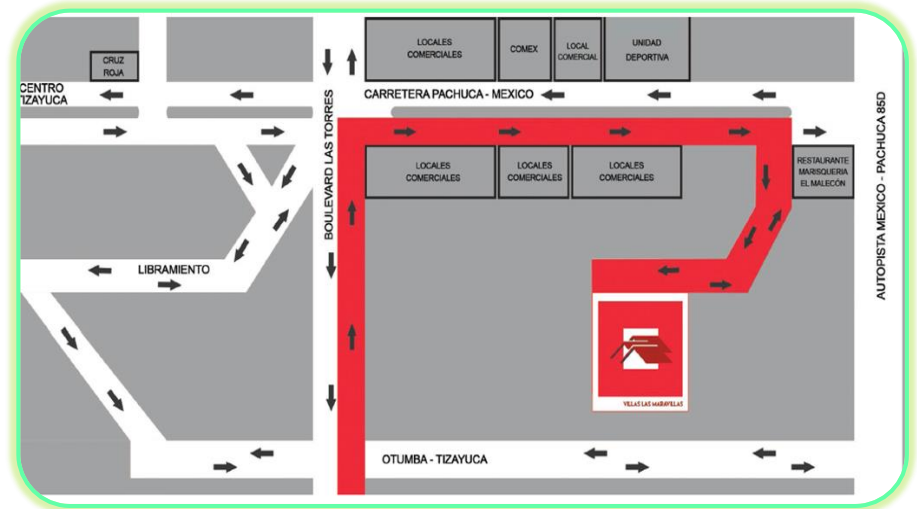 LOCALES
COMERCIALES
COMEX
LOCAL
COMERCIAL
UNIDAD
DEPORTIVA
CRUZ
ROJA
CENTRO
TIZAYUCA
CARRETERA PACHUCA - MEXICO
BOULEVARD LAS TORRES
AUTOPISTA MEXICO - PACHUCA 85D
LOCALES
COMERCIALES
LOCALES
COMERCIALES
LOCALES
COMERCIALES
RESTAURANTE
MARISQUERIA
EL MALECÓN
LIBRAMIENTO
VILLAS LAS MARAVILLAS
OTUMBA - TIZAYUCA